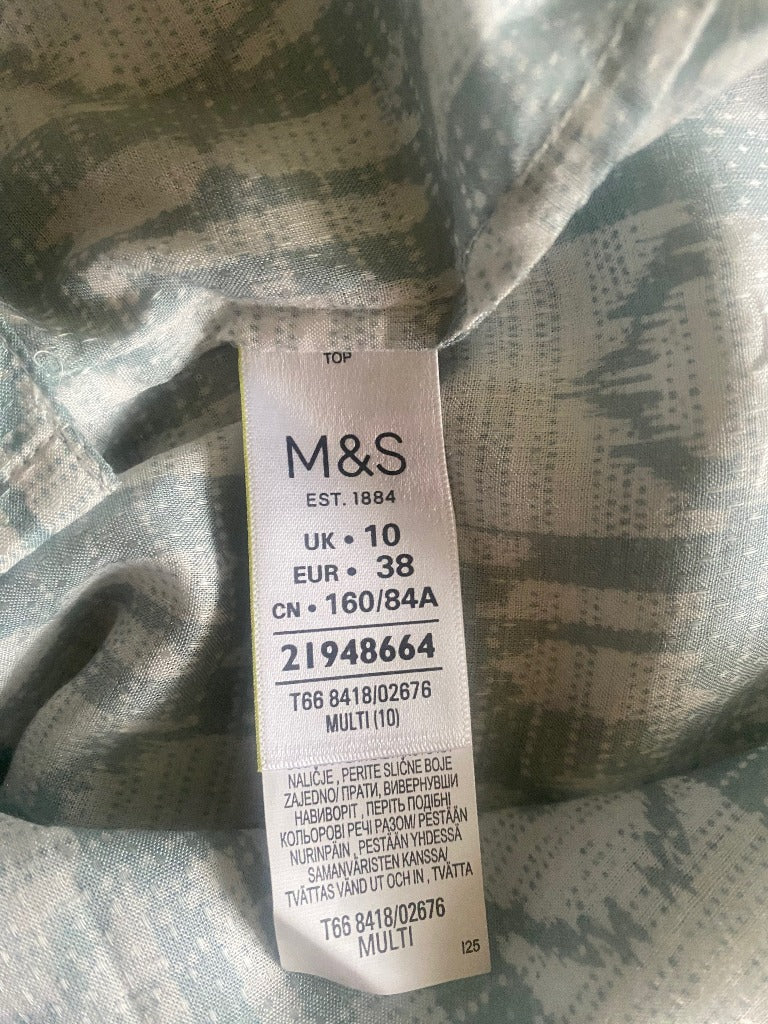 TOP
M&S
EST. 1884
UK • 10
EUR • 38
CN • 160/84A
21948664
T66 8418/02676
MULTI (10)
NALIČJE , PERITE SLIČNE BOJE
ZAJEDNO/ ПРАТИ, ВИВЕРНУВШИ
НАВИВОРІТ , ПЕРІТЬ ПОДІБНІ
КОЛЬОРОВІ РЕЧІ РАЗОМ/ PESTÄÄN
NURINPÄIN , PESTÄÄN YHDESSÄ
SAMANVÄRISTEN KANSSA/
TVÄTTAS VÄND UT OCH IN , TVÄTTA
T66 8418/02676
MULTI
I25